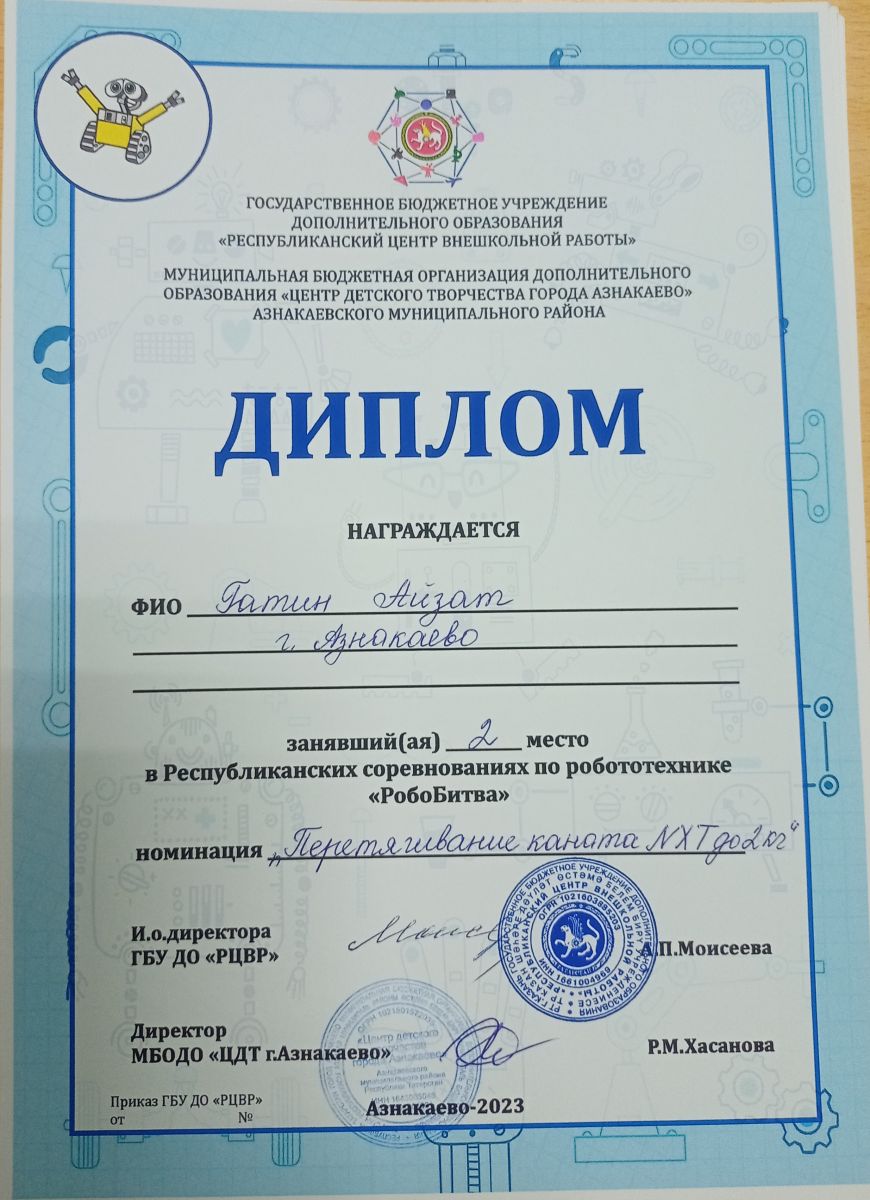 ГОСУДАРСТВЕННОЕ БЮДЖЕТНОЕ УЧРЕЖДЕНИЕ
ДОПОЛНИТЕЛЬНОГО ОБРАЗОВАНИЯ
«РЕСПУБЛИКАНСКИЙ ЦЕНТР ВНЕШКОЛЬНОЙ РАБОТЫ»
МУНИЦИПАЛЬНАЯ БЮДЖЕТНАЯ ОРГАНИЗАЦИЯ ДОПОЛНИТЕЛЬНОГО
ОБРАЗОВАНИЯ «ЦЕНТР ДЕТСКОГО ТВОРЧЕСТВА ГОРОДА АЗНАКАЕВО»
АЗНАКАЕВСКОГО МУНИЦИПАЛЬНОГО РАЙОНА
ДИПЛОМ
НАГРАЖДАЕТСЯ
ФИО Гатин Айзат
г. Азнакаево
занявший(ая) 2 место
в Республиканских соревнованиях по робототехнике
«РобоБитва»
номинация „Перетягивание каната NXT до 2 кг"
И.о.директора
ГБУ ДО «РЦВР»
А.П.Моисеева
Директор
МБОДО «ЦДТ г.Азнакаево»
Р.М.Хасанова
Приказ ГБУ ДО «РЦВР»
от №
Азнакаево-2023